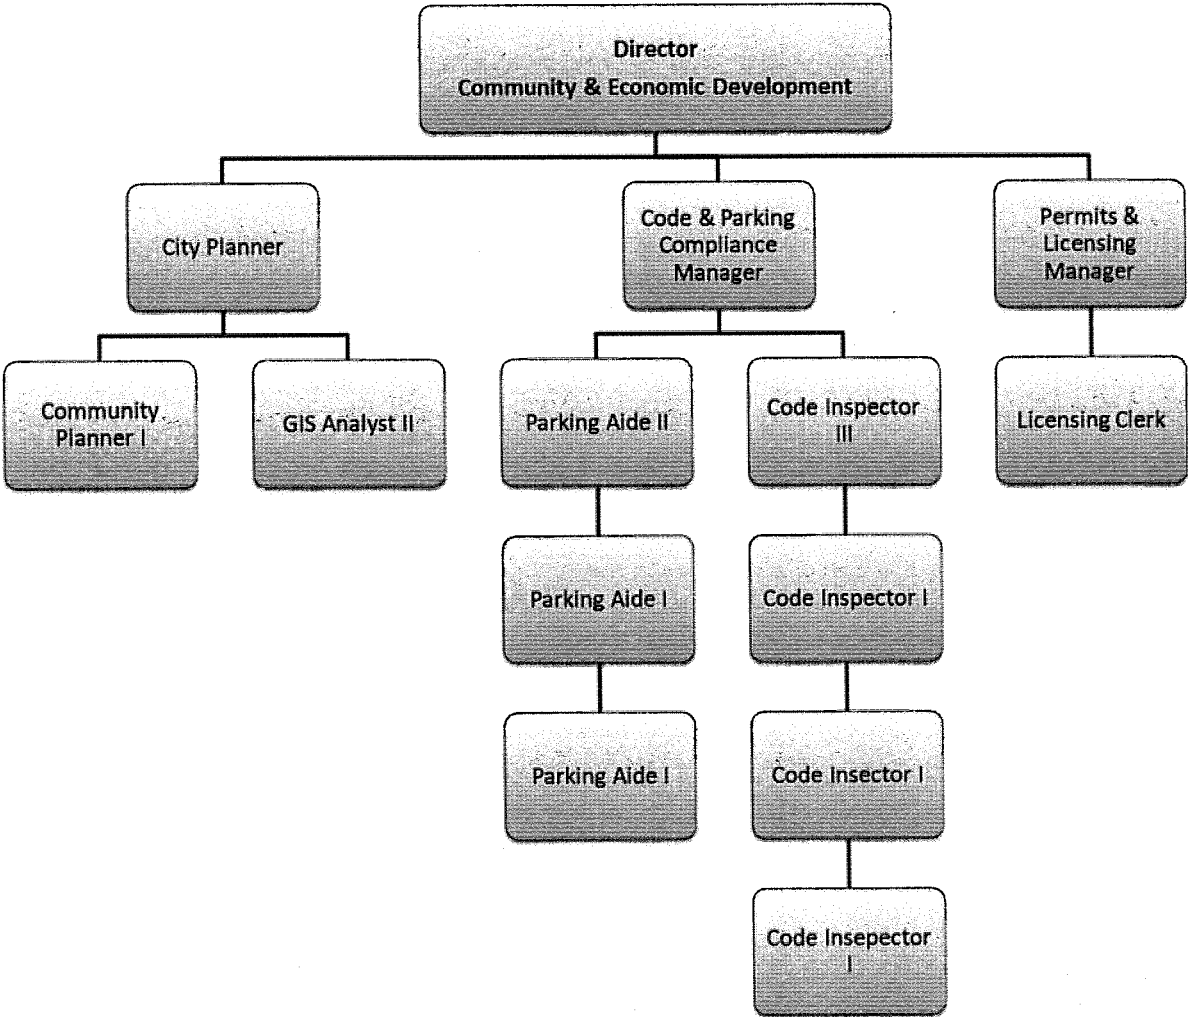 Director
Community & Economic Development
City Planner
Code & Parking
Compliance
Manager
Permits &
Licensing
Manager
Community
Planner I
GIS Analyst II
Parking Aide II
Code Inspector
III
Licensing Clerk
Parking Aide I
Code Inspector I
Parking Aide I
Code Insector I
Code Insepector
I